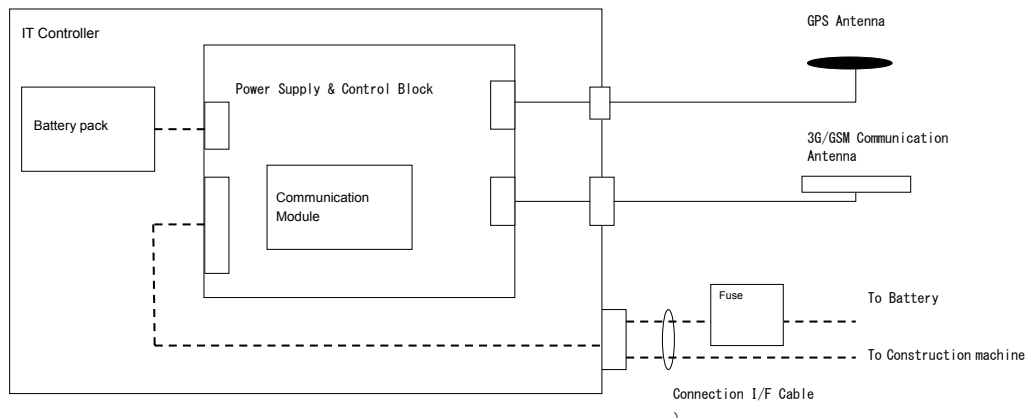 GPS Antenna
IT Controller
Power Supply & Control Block
Battery pack
3G/GSM Communication
Antenna
Communication
Module
Fuse
To Battery
To Construction machine
Connection I/F Cable
)